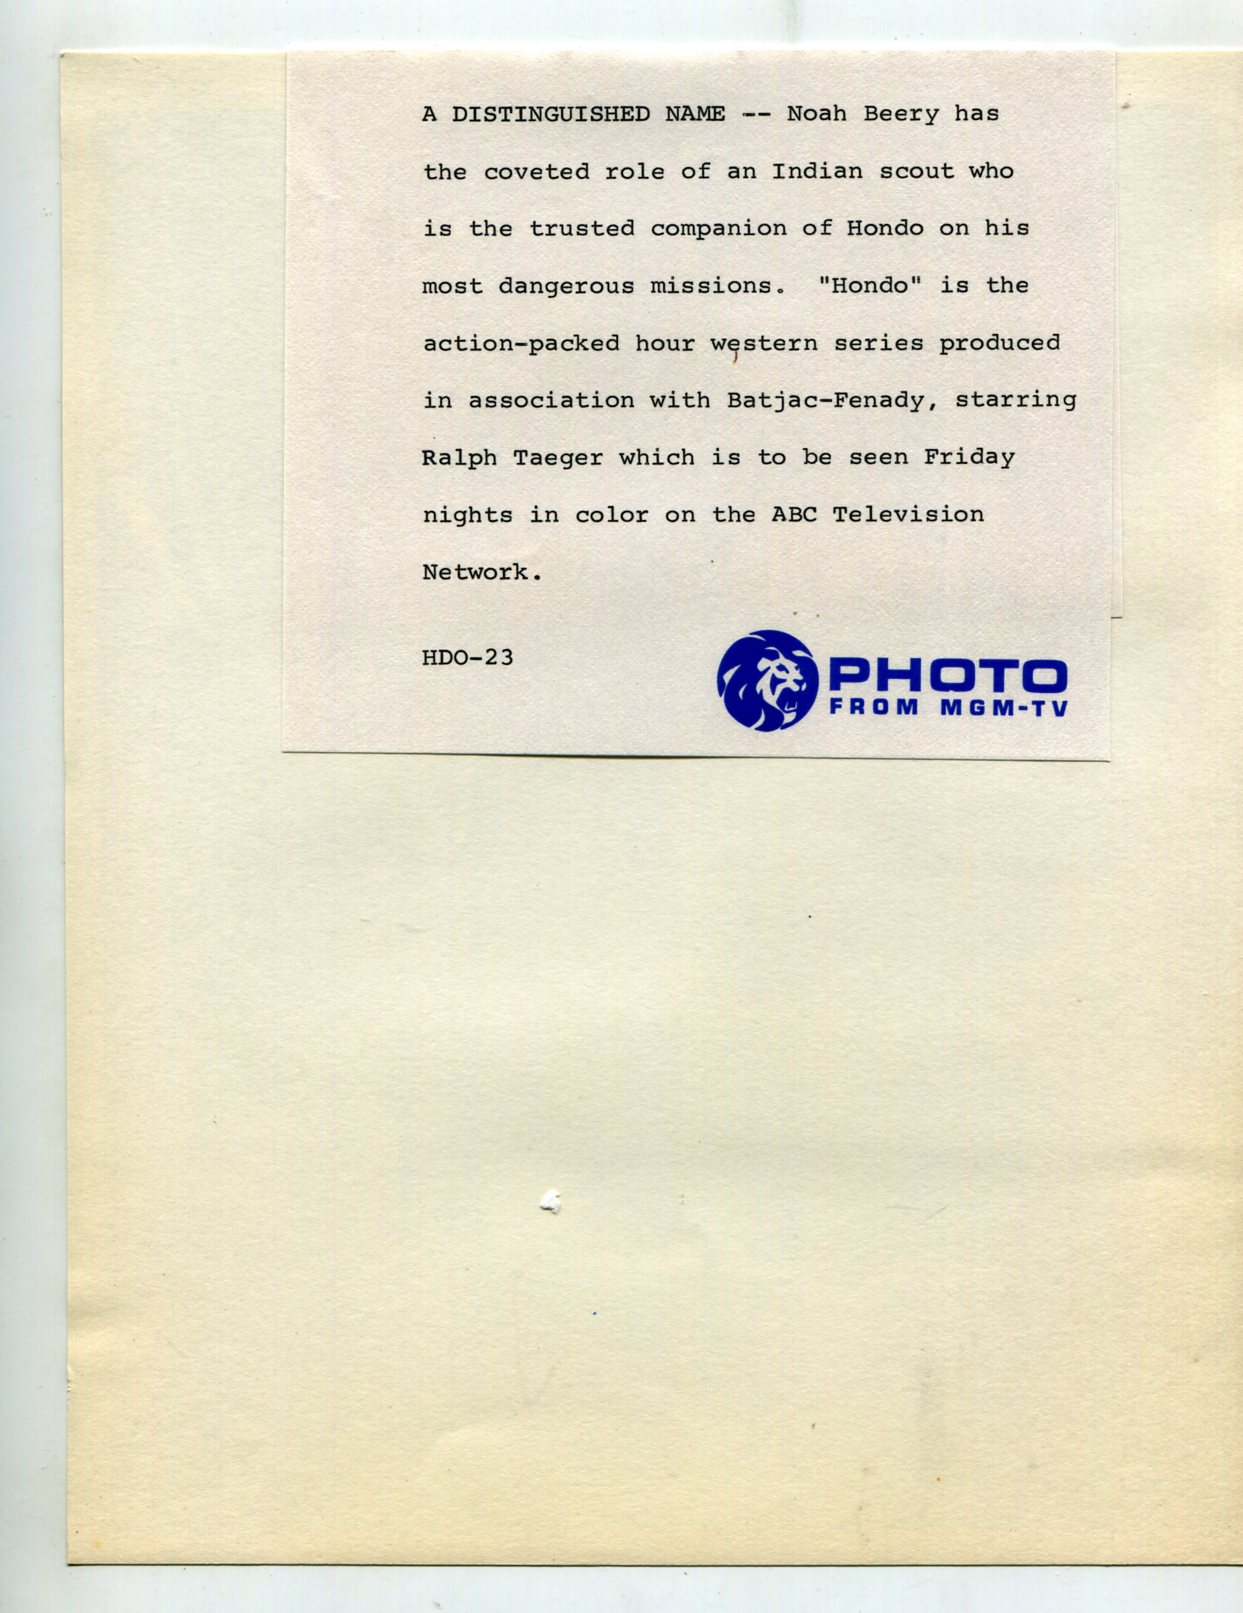 A DISTINGUISHED NAME -- Noah Beery has
the coveted role of an Indian scout who
is the trusted companion of Hondo on his
most dangerous missions.  "Hondo" is the
action-packed hour western series produced
in association with Batjac-Fenady, starring
Ralph Taeger which is to be seen Friday
nights in color on the ABC Television
Network.
HDO-23
PHOTO
FROM MGM-TV